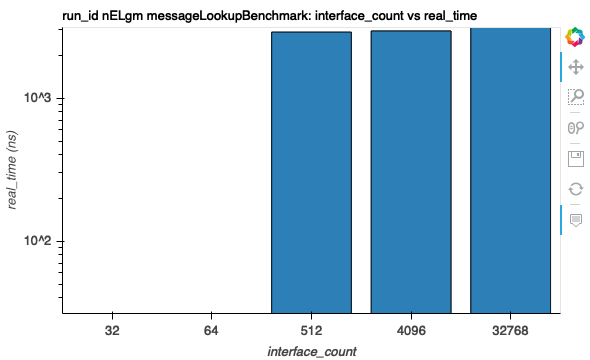 run_id nELgm messageLookupBenchmark: interface_count vs real_time
real_time (ns)
10^3
10^2
32 64 512 4096 32768
interface_count